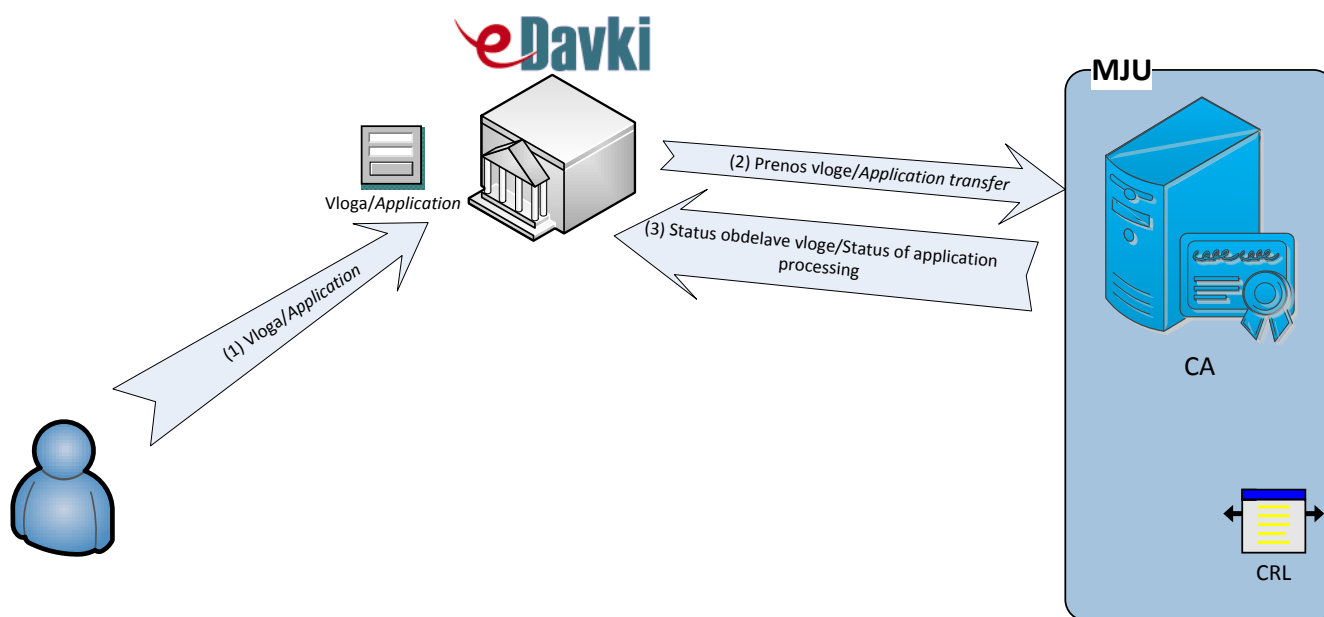 eDavki
MJU
Vloga/Application
(1) Vloga/Application
(2) Prenos vloge/Application transfer
(3) Status obdelave vloge/Status of application
processing
CA
CRL